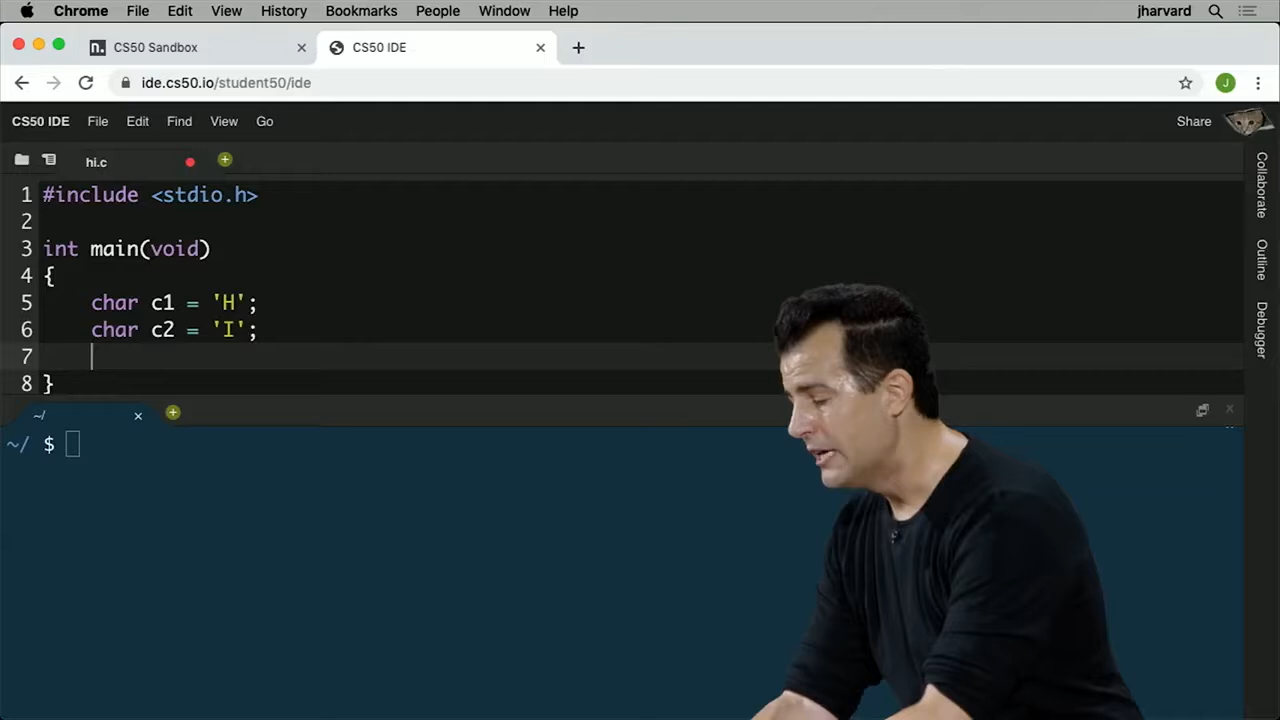 Chrome File Edit View History Bookmarks People Window Help jharvard
n. CS50 Sandbox × CS50 IDE × +
ide.cs50.io/student50/ide J
CS50 IDE File Edit Find View Go Share
hi.c
1 #include <stdio.h>
2
3 int main(void)
4 {
5 char c1 = 'H';
6 char c2 = 'I';
7
8 }
~/ × +
~/ $
Collaborate
Outline
Debugger